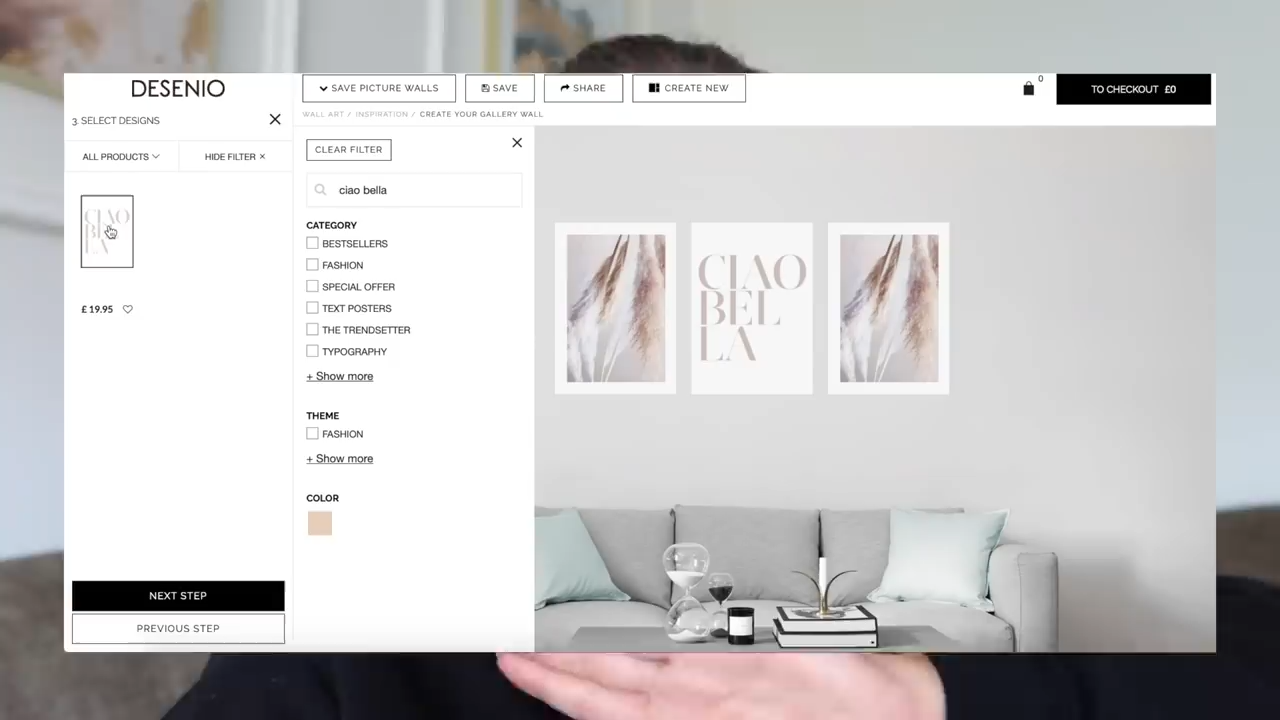 DESENIO
SAVE PICTURE WALLS
SAVE
SHARE
CREATE NEW
0
TO CHECKOUT £0
WALL ART / INSPIRATION / CREATE YOUR GALLERY WALL
3. SELECT DESIGNS
ALL PRODUCTS
HIDE FILTER ×
CIAO
BEL
LA
£ 19.95
NEXT STEP
PREVIOUS STEP
CLEAR FILTER
ciao bella
CATEGORY
BESTSELLERS
FASHION
SPECIAL OFFER
TEXT POSTERS
THE TRENDSETTER
TYPOGRAPHY
+ Show more
THEME
FASHION
+ Show more
COLOR
CIAO
BEL
LA